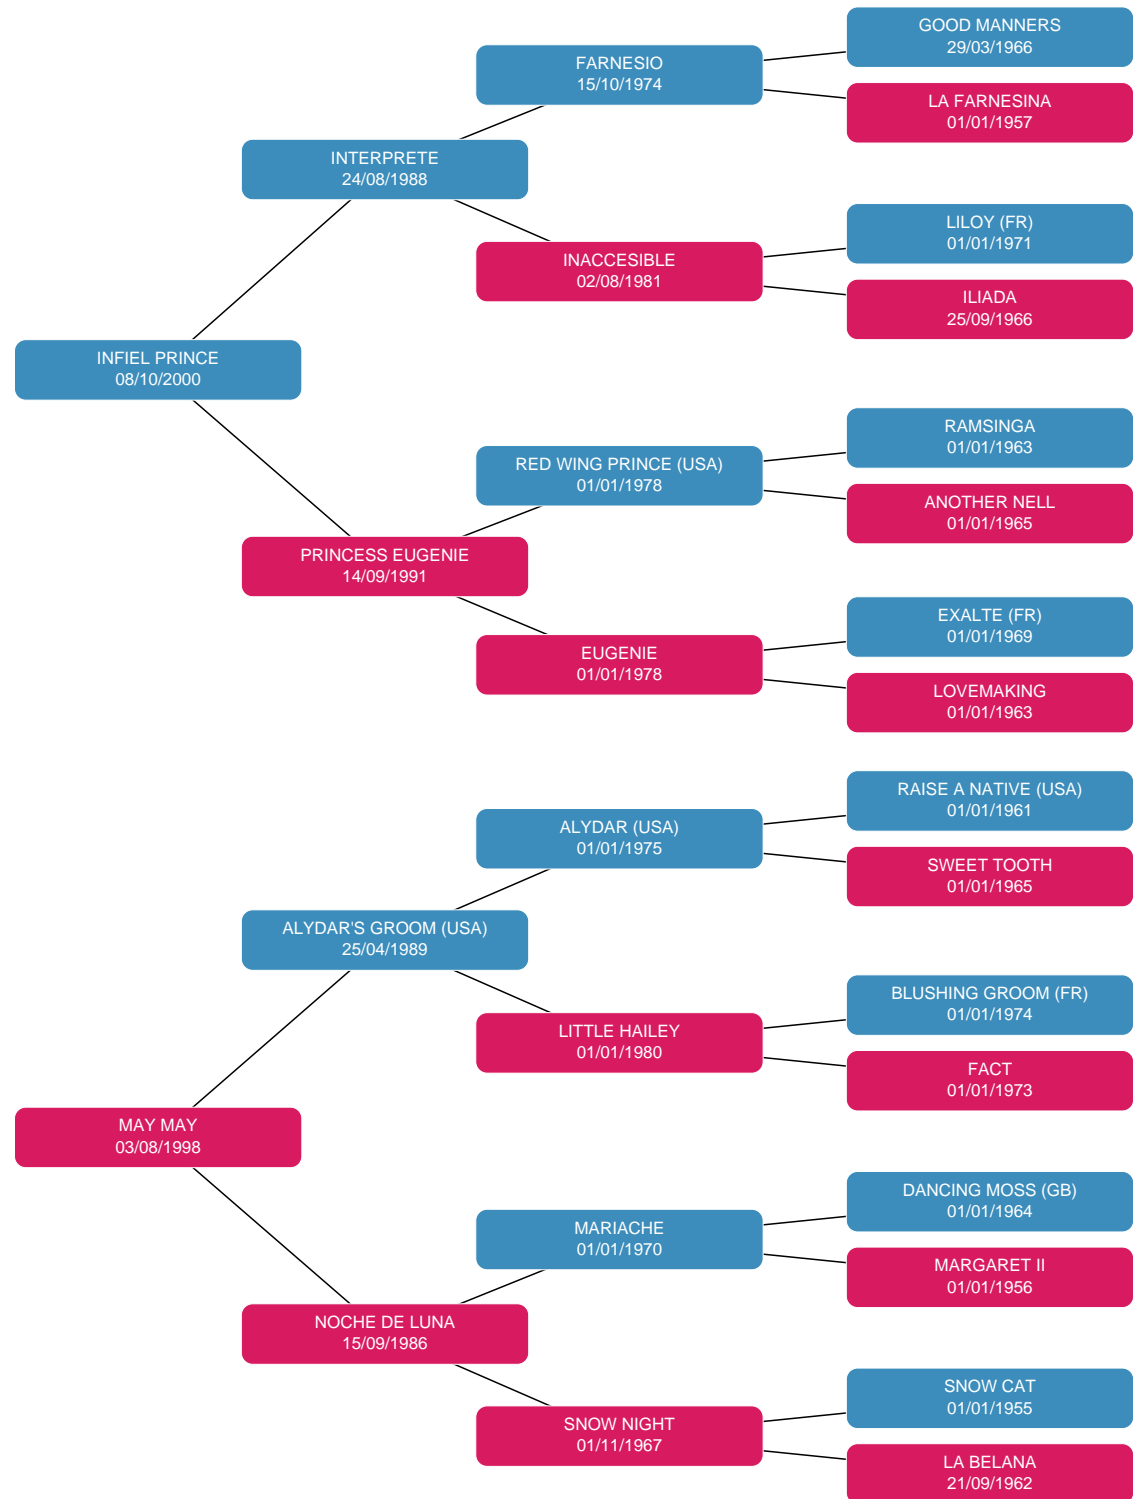 GOOD MANNERS
29/03/1966
FARNESIO
15/10/1974
LA FARNESINA
01/01/1957
INTERPRETE
24/08/1988
LILOY (FR)
01/01/1971
INACCESIBLE
02/08/1981
ILIADA
25/09/1966
INFIEL PRINCE
08/10/2000
RAMSINGA
01/01/1963
RED WING PRINCE (USA)
01/01/1978
ANOTHER NELL
01/01/1965
PRINCESS EUGENIE
14/09/1991
EXALTE (FR)
01/01/1969
EUGENIE
01/01/1978
LOVEMAKING
01/01/1963
RAISE A NATIVE (USA)
01/01/1961
ALYDAR (USA)
01/01/1975
SWEET TOOTH
01/01/1965
ALYDAR'S GROOM (USA)
25/04/1989
BLUSHING GROOM (FR)
01/01/1974
LITTLE HAILEY
01/01/1980
FACT
01/01/1973
MAY MAY
03/08/1998
DANCING MOSS (GB)
01/01/1964
MARIACHE
01/01/1970
MARGARET II
01/01/1956
NOCHE DE LUNA
15/09/1986
SNOW CAT
01/01/1955
SNOW NIGHT
01/11/1967
LA BELANA
21/09/1962